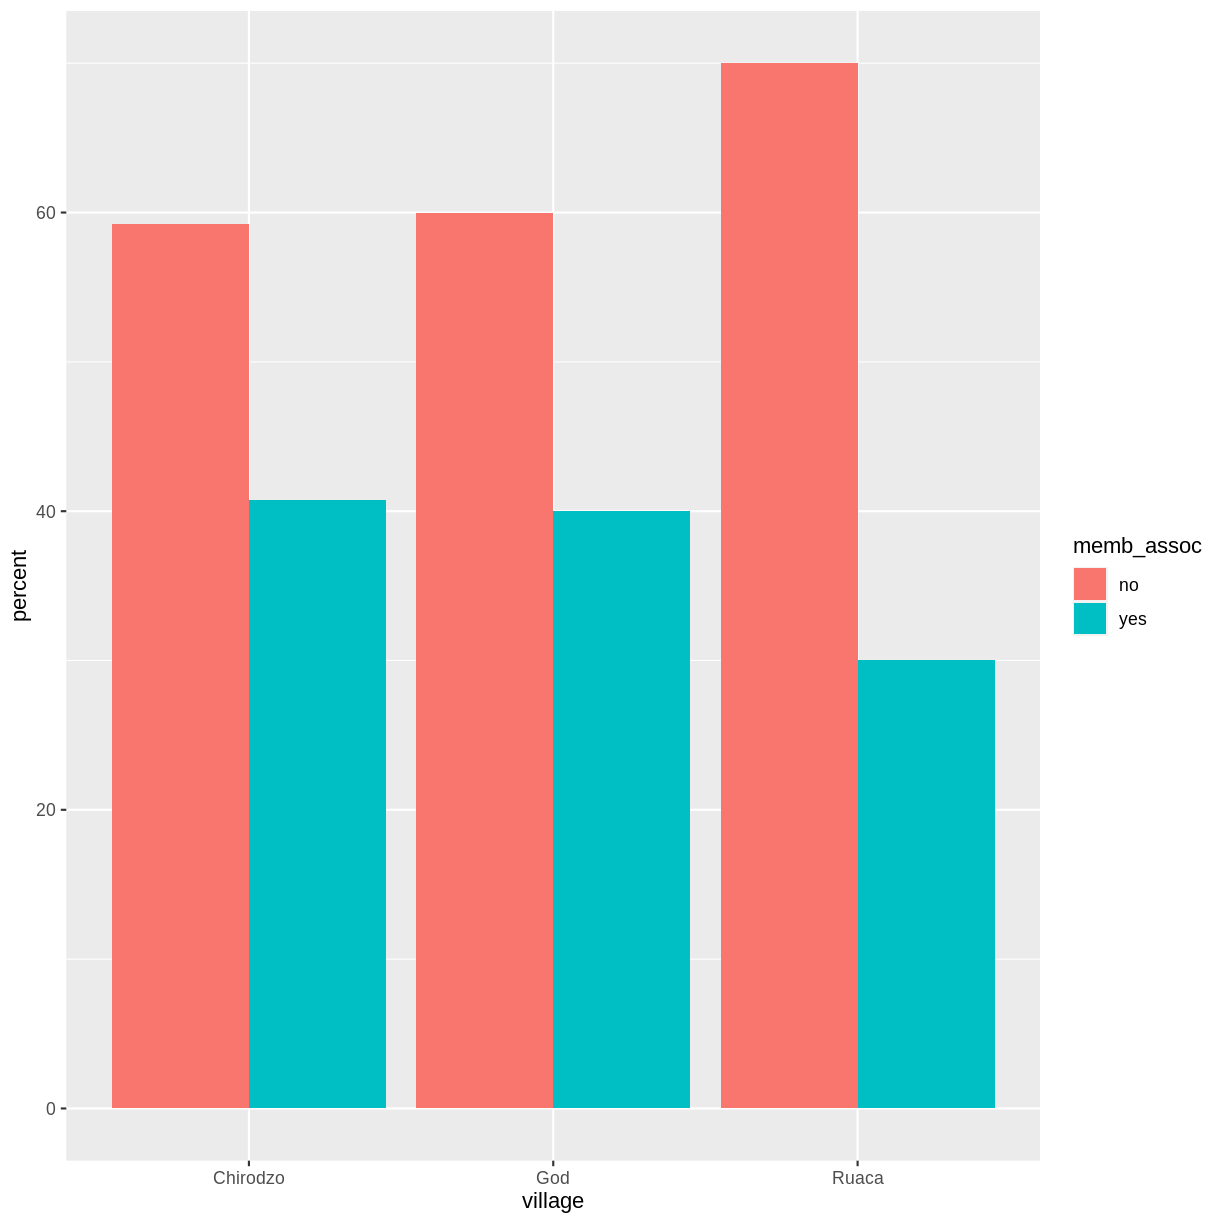 60
40
20
0
percent
Chirodzo God Ruaca
village
memb_assoc
no
yes